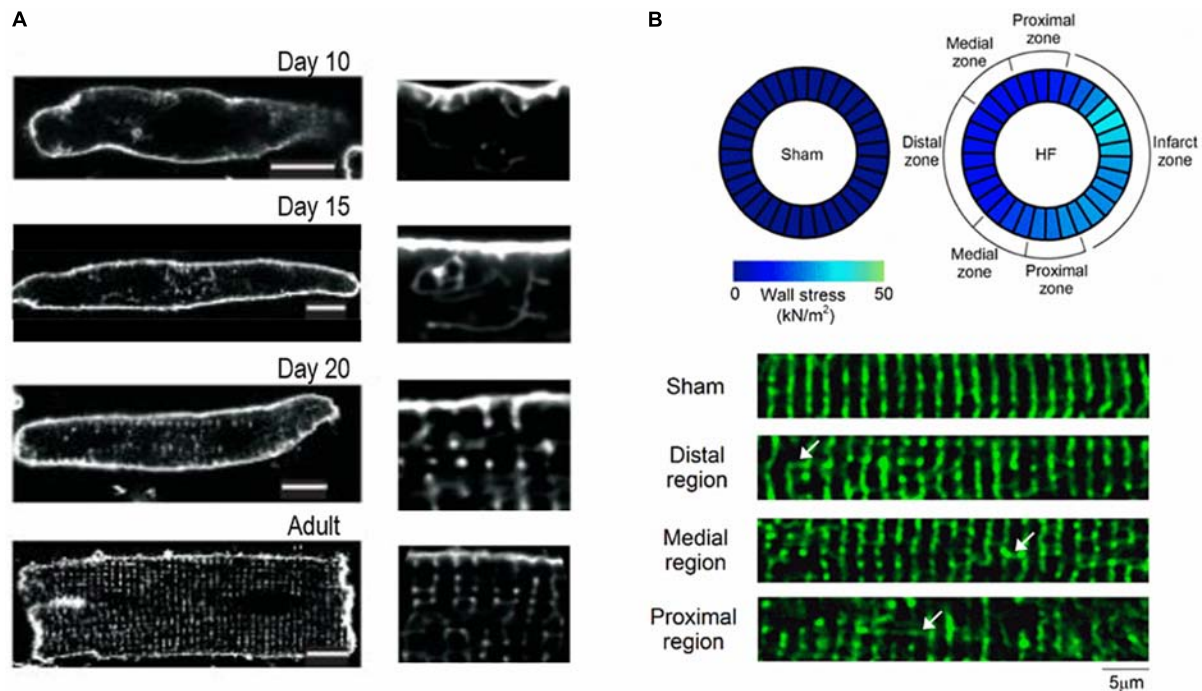 A
Day 10
Day 15
Day 20
Adult
B
Proximal
zone
Medial
zone
Distal
zone
Sham
HF
Infarct
zone
Medial
zone
Proximal
zone
0 Wall stress 50
(kN/m²)
Sham
Distal
region
Medial
region
Proximal
region
5μm